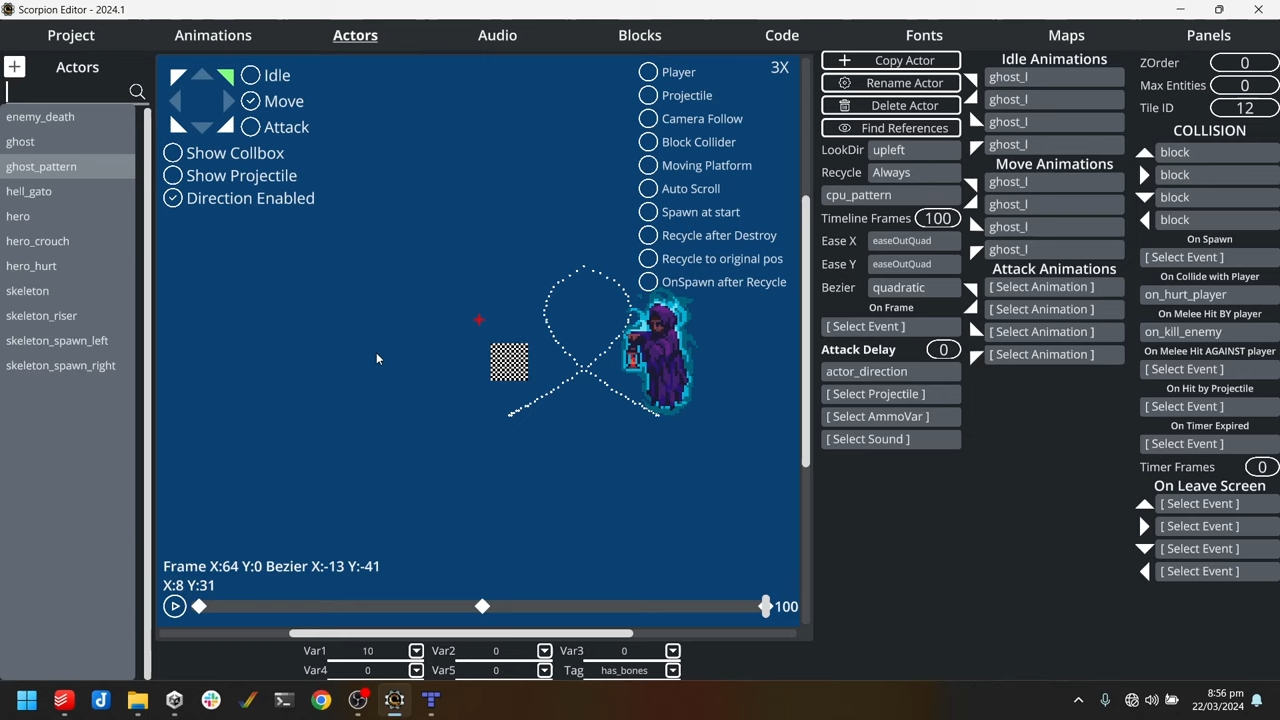 Scorpion Editor - 2024.1
Project
Animations
Actors
Audio
Blocks
Code
Fonts
Maps
Panels
Actors
enemy_death
ghost
ghost_pattern
hell_gato
hero
hero_crouch
hero_hurt
skeleton
skeleton_riser
skeleton_spawn_left
skeleton_spawn_right
Idle
Move
Attack
Show Collbox
Show Projectile
Direction Enabled
3X
Player
Projectile
Camera Follow
Block Collider
Moving Platform
Auto Scroll
Spawn at start
Recycle after Destroy
Recycle to original pos
OnSpawn after Recycle
Frame X:64 Y:0 Bezier X:-13 Y:-41
X:8 Y:31
100
Var1 10 Var2 0 Var3 0
Var4 0 Var5 0 Tag has_bones
Copy Actor
Rename Actor
Delete Actor
Find References
LookDir upleft
Recycle Always
cpu_pattern
Timeline Frames 100
Ease X easeOutQuad
Ease Y easeOutQuad
Bezier quadratic
On Frame
[ Select Event ]
Attack Delay 0
actor_direction
[ Select Projectile ]
[ Select AmmoVar ]
[ Select Sound ]
Idle Animations
ghost_l
ghost_l
ghost_l
ghost_l
Move Animations
ghost_l
ghost_l
ghost_l
ghost_l
Attack Animations
[ Select Animation ]
[ Select Animation ]
[ Select Animation ]
[ Select Animation ]
ZOrder 0
Max Entities 0
Tile ID 12
COLLISION
block
block
block
block
On Spawn
[ Select Event ]
On Collide with Player
on_hurt_player
On Melee Hit BY player
on_kill_enemy
On Melee Hit AGAINST player
[ Select Event ]
On Hit by Projectile
[ Select Event ]
On Timer Expired
[ Select Event ]
Timer Frames 0
On Leave Screen
[ Select Event ]
[ Select Event ]
[ Select Event ]
[ Select Event ]
8:56 pm
22/03/2024